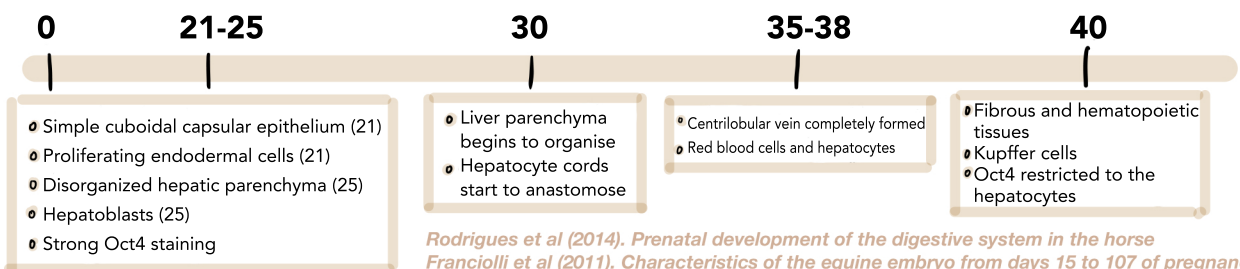 0 21-25 30 35-38 40
Simple cuboidal capsular epithelium (21)
Proliferating endodermal cells (21)
Disorganized hepatic parenchyma (25)
Hepatoblasts (25)
Strong Oct4 staining
Liver parenchyma
begins to organise
Hepatocyte cords
start to anastomose
Centrilobular vein completely formed
Red blood cells and hepatocytes
Fibrous and hematopoietic
tissues
Kupffer cells
Oct4 restricted to the
hepatocytes
Rodrigues et al (2014). Prenatal development of the digestive system in the horse
Franciolli et al (2011). Characteristics of the equine embryo from days 15 to 107 of pregnan